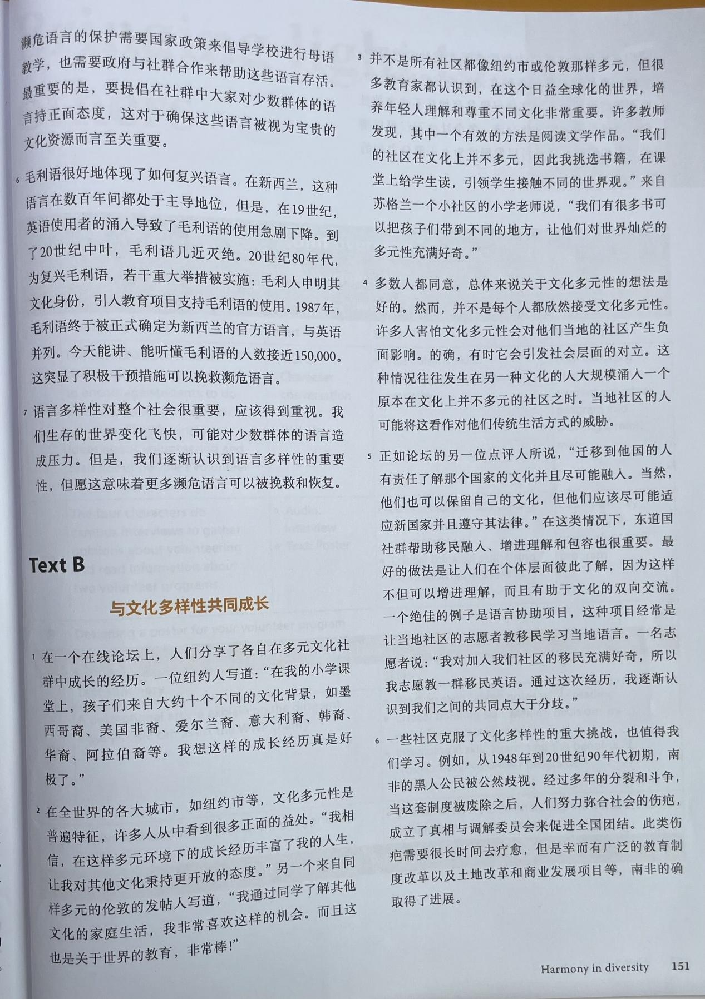 濒危语言的保护需要国家政策来倡导学校进行母语
教学，也需要政府与社群合作来帮助这些语言存活。
最重要的是，要提倡在社群中大家对少数群体的语
言持正面态度，这对于确保这些语言被视为宝贵的
文化资源而言至关重要。
6 毛利语很好地体现了如何复兴语言。在新西兰，这种
语言在数百年间都处于主导地位，但是，在19世纪，
英语使用者的涌入导致了毛利语的使用急剧下降。到
了20世纪中叶，毛利语几近灭绝。20世纪80年代，
为复兴毛利语，若干重大举措被实施：毛利人申明其
文化身份，引入教育项目支持毛利语的使用。1987年，
毛利语终于被正式确定为新西兰的官方语言，与英语
并列。今天能讲、能听懂毛利语的人数接近150,000。
这突显了积极干预措施可以挽救濒危语言。
7 语言多样性对整个社会很重要，应该得到重视。我
们生存的世界变化飞快，可能对少数群体的语言造
成压力。但是，我们逐渐认识到语言多样性的重要
性，但愿这意味着更多濒危语言可以被挽救和恢复。
Text B
与文化多样性共同成长
1 在一个在线论坛上，人们分享了各自在多元文化社
群中成长的经历。一位纽约人写道：“在我的小学课
堂上，孩子们来自大约十个不同的文化背景，如墨
西哥裔、美国非裔、爱尔兰裔、意大利裔、韩裔、
华裔、阿拉伯裔等。我想这样的成长经历真是好
极了。”
2 在全世界的各大城市，如纽约市等，文化多元性是
普遍特征，许多人从中看到很多正面的益处。“我相
信，在这样多元环境下的成长经历丰富了我的人生，
让我对其他文化秉持更开放的态度。”另一个来自同
样多元的伦敦的发帖人写道，“我通过同学了解其他
文化的家庭生活，我非常喜欢这样的机会。而且这
也是关于世界的教育，非常棒！”
3 并不是所有社区都像纽约市或伦敦那样多元，但很
多教育家都认识到，在这个日益全球化的世界，培
养年轻人理解和尊重不同文化非常重要。许多教师
发现，其中一个有效的方法是阅读文学作品。“我们
的社区在文化上并不多元，因此我挑选书籍，在课
堂上给学生读，引领学生接触不同的世界观。”来自
苏格兰一个小社区的小学老师说，“我们有很多书可
以把孩子们带到不同的地方，让他们对世界灿烂的
多元性充满好奇。”
4 多数人都同意，总体来说关于文化多元性的想法是
好的。然而，并不是每个人都欣然接受文化多元性。
许多人害怕文化多元性会对他们当地的社区产生负
面影响。的确，有时它会引发社会层面的对立。这
种情况往往发生在另一种文化的人大规模涌入一个
原本在文化上并不多元的社区之时。当地社区的人
可能将这看作对他们传统生活方式的威胁。
5 正如论坛的另一位点评人所说，“迁移到他国的人
有责任了解那个国家的文化并且尽可能融入。当然，
他们也可以保留自己的文化，但他们应该尽可能适
应新国家并且遵守其法律。”在这类情况下，东道国
社群帮助移民融入、增进理解和包容也很重要。最
好的做法是让人们在个体层面彼此了解，因为这样
不但可以增进理解，而且有助于文化的双向交流。
一个绝佳的例子是语言协助项目，这种项目经常是
让当地社区的志愿者教移民学习当地语言。一名志
愿者说：“我对加入我们社区的移民充满好奇，所以
我志愿教一群移民英语。通过这次经历，我逐渐认
识到我们之间的共同点大于分歧。”
6 一些社区克服了文化多样性的重大挑战，也值得我
们学习。例如，从1948年到20世纪90年代初期，南
非的黑人公民被公然歧视。经过多年的分裂和斗争，
当这套制度被废除之后，人们努力弥合社会的伤疤，
成立了真相与调解委员会来促进全国团结。此类伤
疤需要很长时间去疗愈，但是幸而有广泛的教育制
度改革以及土地改革和商业发展项目等，南非的确
取得了进展。
Harmony in diversity 151